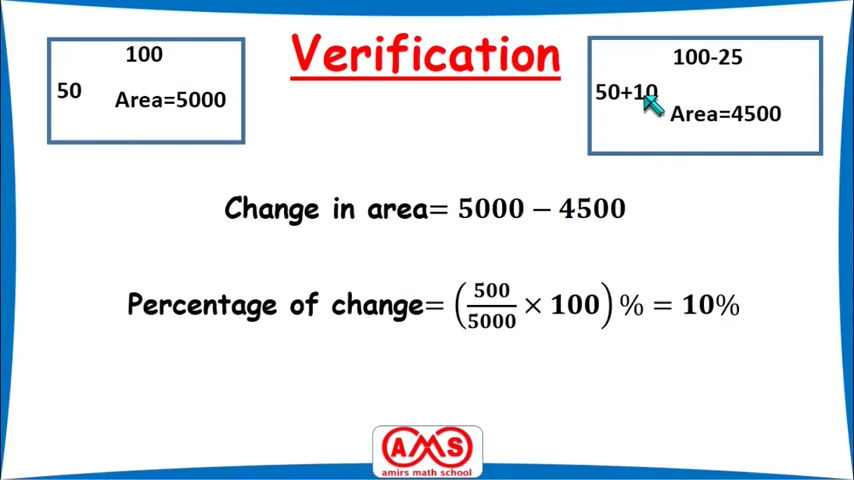 Verification
100
50
Area=5000
100-25
50+10
Area=4500
Change in area= 5000 − 4500
Percentage of change= (500/5000 × 100) % = 10%
AMS
amirs math school